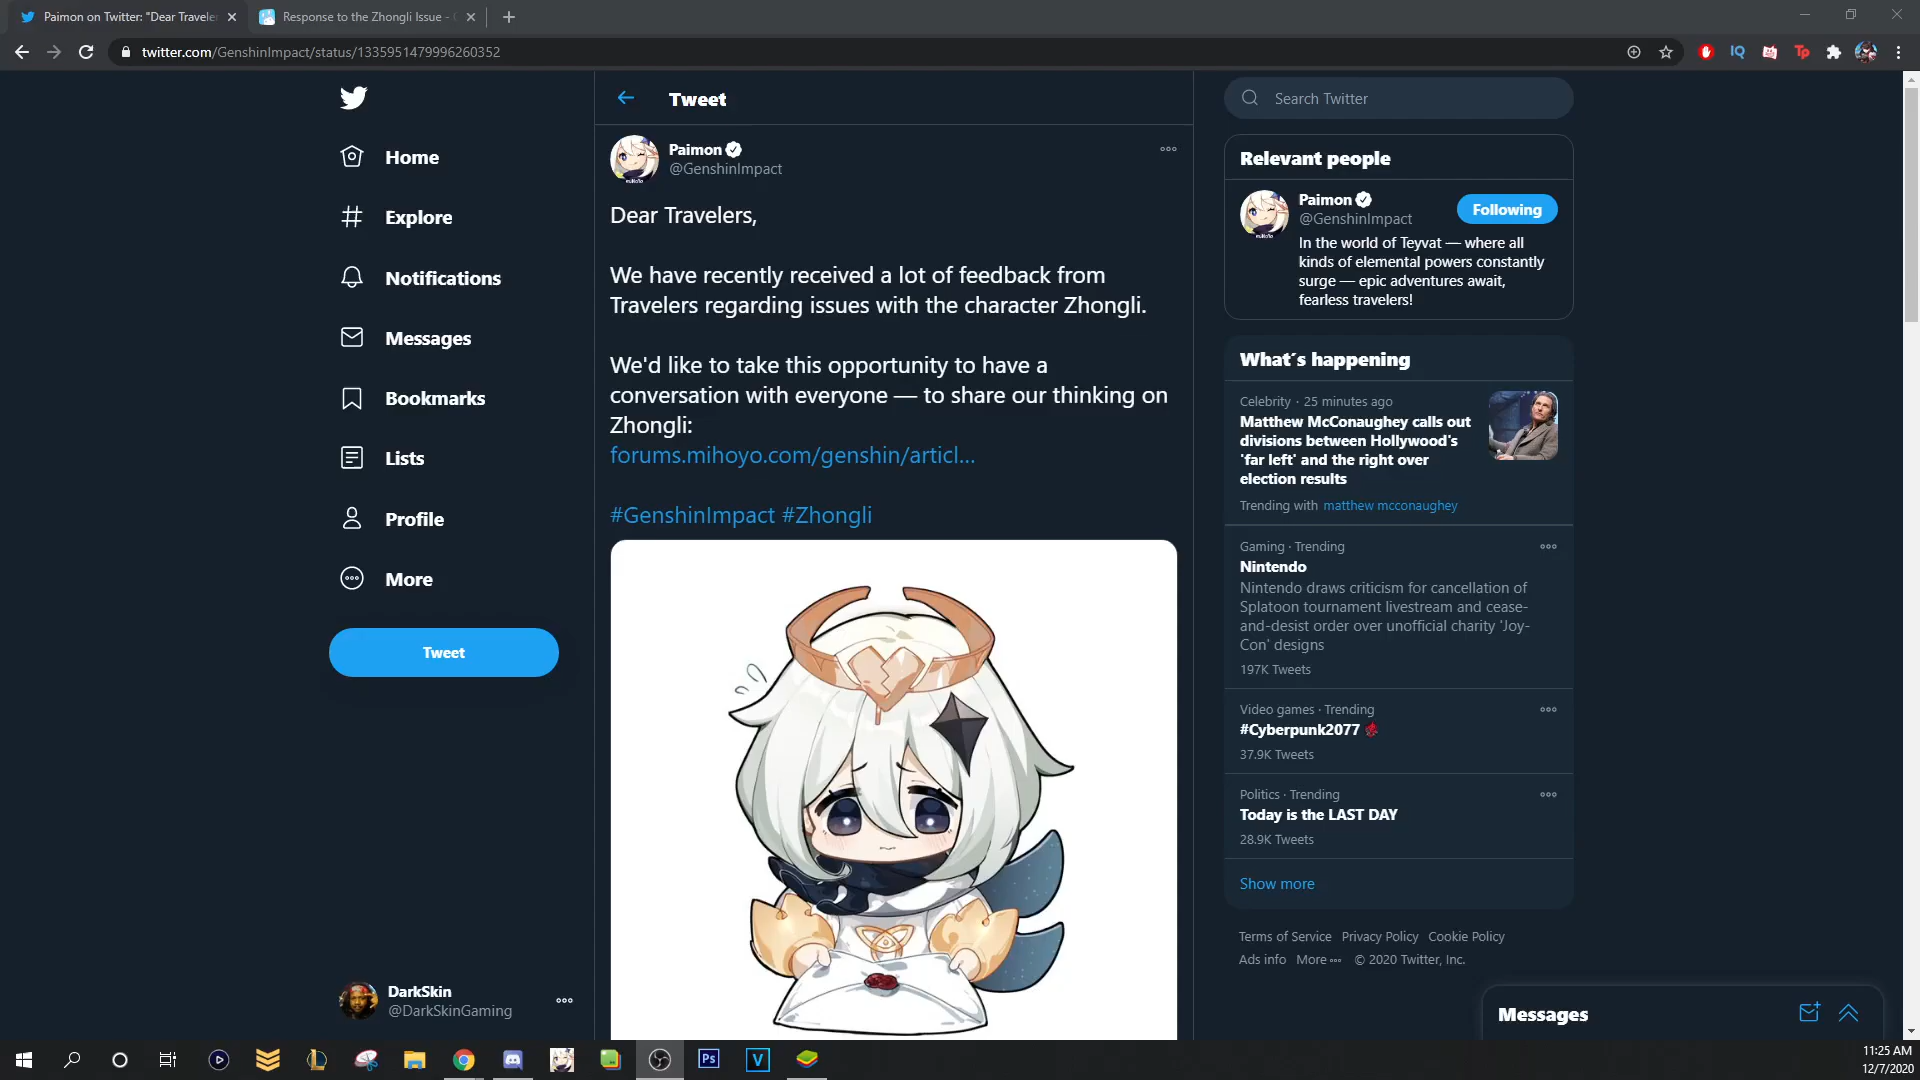 Paimon on Twitter: "Dear Traveler
Response to the Zhongli Issue -
twitter.com/GenshinImpact/status/1335951479996260352
Home
Explore
Notifications
Messages
Bookmarks
Lists
Profile
More
Tweet
DarkSkin
@DarkSkinGaming
Tweet
Paimon
@GenshinImpact
Dear Travelers,
We have recently received a lot of feedback from
Travelers regarding issues with the character Zhongli.
We'd like to take this opportunity to have a
conversation with everyone — to share our thinking on
Zhongli:
forums.mihoyo.com/genshin/articl...
#GenshinImpact #Zhongli
Search Twitter
Relevant people
Paimon
@GenshinImpact
Following
In the world of Teyvat — where all
kinds of elemental powers constantly
surge — epic adventures await,
fearless travelers!
What's happening
Celebrity · 25 minutes ago
Matthew McConaughey calls out
divisions between Hollywood's
'far left' and the right over
election results
Trending with matthew mcconaughey
Gaming · Trending
Nintendo
Nintendo draws criticism for cancellation of
Splatoon tournament livestream and cease-
and-desist order over unofficial charity 'Joy-
Con' designs
197K Tweets
Video games · Trending
#Cyberpunk2077
37.9K Tweets
Politics · Trending
Today is the LAST DAY
28.9K Tweets
Show more
Terms of Service Privacy Policy Cookie Policy
Ads info More © 2020 Twitter, Inc.
Messages
IQ
Tp
Ps
V
11:25 AM
12/7/2020